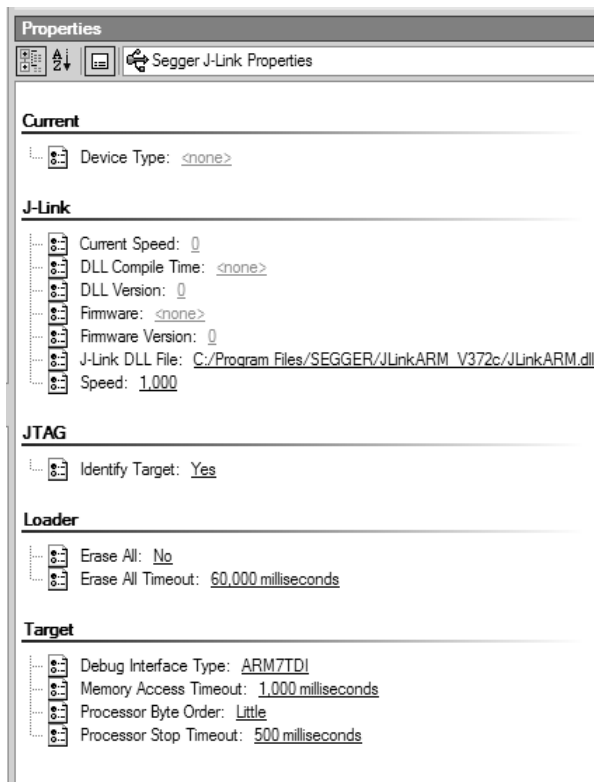 Properties
Segger J-Link Properties
Current
Device Type: <none>
J-Link
Current Speed: 0
DLL Compile Time: <none>
DLL Version: 0
Firmware: <none>
Firmware Version: 0
J-Link DLL File: C:/Program Files/SEGGER/JLinkARM_V372c/JLinkARM.dll
Speed: 1,000
JTAG
Identify Target: Yes
Loader
Erase All: No
Erase All Timeout: 60,000 milliseconds
Target
Debug Interface Type: ARM7TDI
Memory Access Timeout: 1,000 milliseconds
Processor Byte Order: Little
Processor Stop Timeout: 500 milliseconds